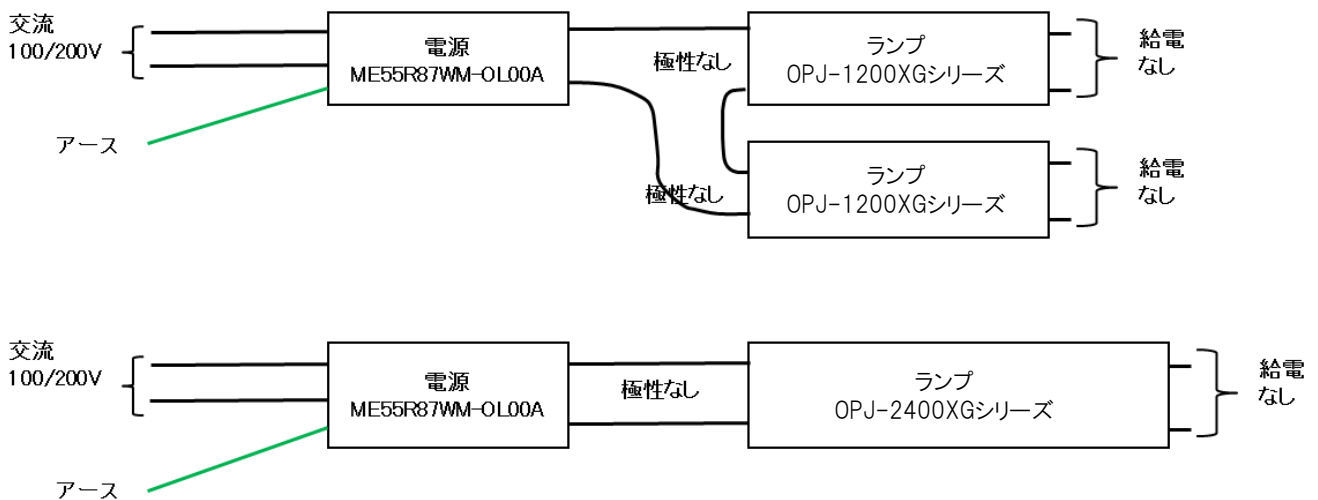 交流
100/200V
電源
ME55R87WM-OL00A
極性なし
ランプ
OPJ-1200XGシリーズ
給電
なし
アース
極性なし
ランプ
OPJ-1200XGシリーズ
給電
なし
交流
100/200V
電源
ME55R87WM-OL00A
極性なし
ランプ
OPJ-2400XGシリーズ
給電
なし
アース